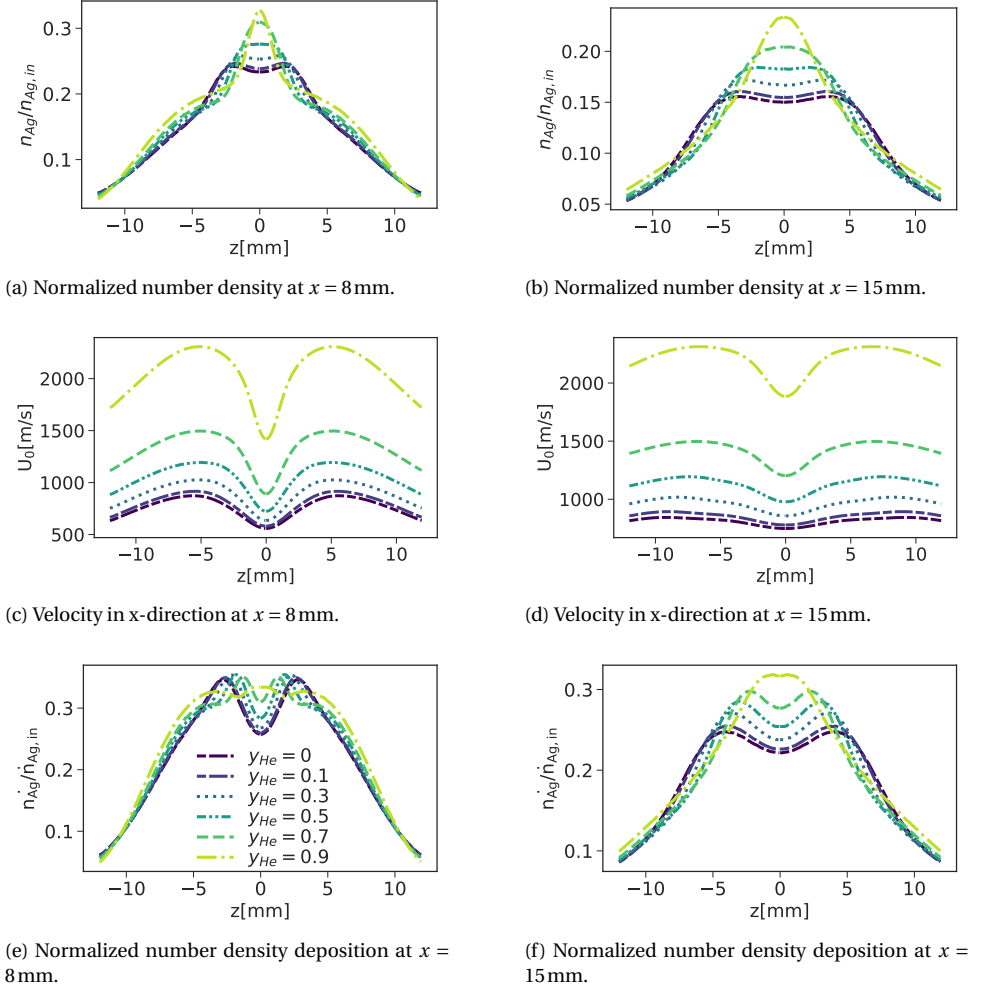 0.3
0.2
0.1
n_Ag/n_Ag, in
−10 −5 0 5 10
z[mm]
(a) Normalized number density at x = 8 mm.
0.20
0.15
0.10
0.05
n_Ag/n_Ag, in
−10 −5 0 5 10
z[mm]
(b) Normalized number density at x = 15 mm.
2000
1500
1000
500
U₀[m/s]
−10 −5 0 5 10
z[mm]
(c) Velocity in x-direction at x = 8 mm.
2000
1500
1000
U₀[m/s]
−10 −5 0 5 10
z[mm]
(d) Velocity in x-direction at x = 15 mm.
0.3
0.2
0.1
ṅ_Ag/ṅ_Ag, in
y_He = 0
y_He = 0.1
y_He = 0.3
y_He = 0.5
y_He = 0.7
y_He = 0.9
−10 −5 0 5 10
z[mm]
(e) Normalized number density deposition at x =
8 mm.
0.3
0.2
0.1
ṅ_Ag/ṅ_Ag, in
−10 −5 0 5 10
z[mm]
(f) Normalized number density deposition at x =
15 mm.